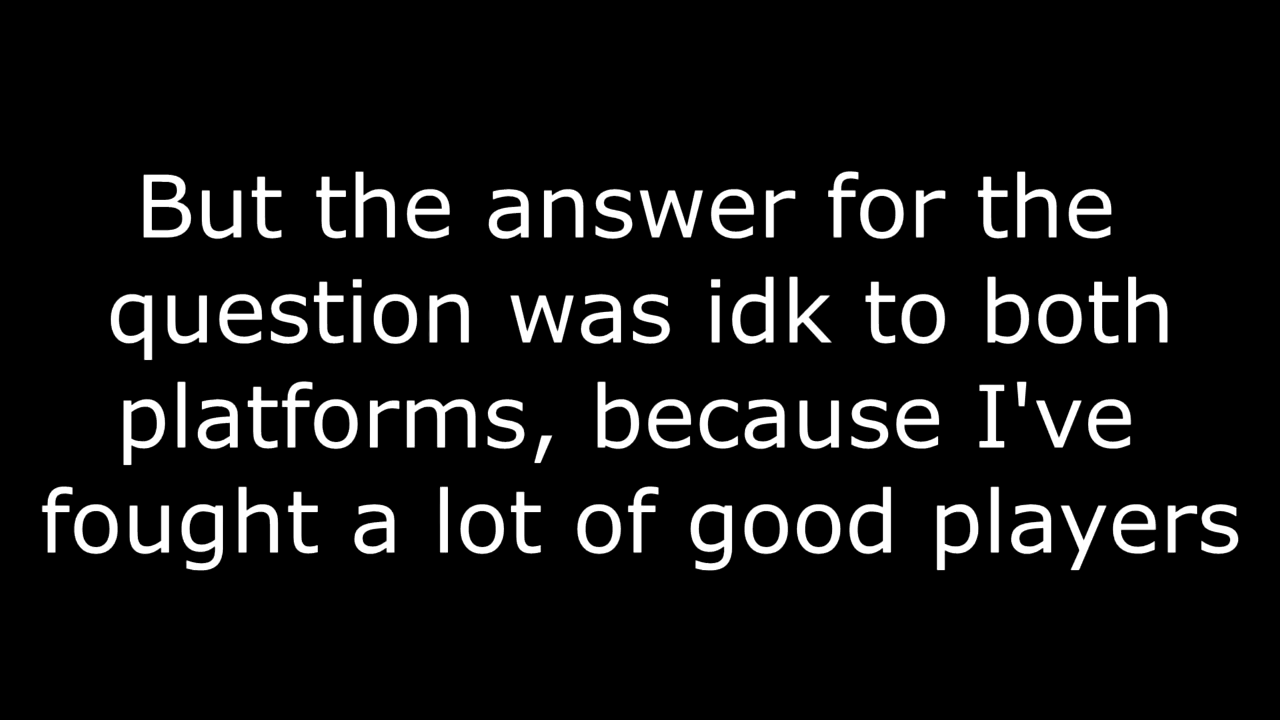 But the answer for the
question was idk to both
platforms, because I've
fought a lot of good players